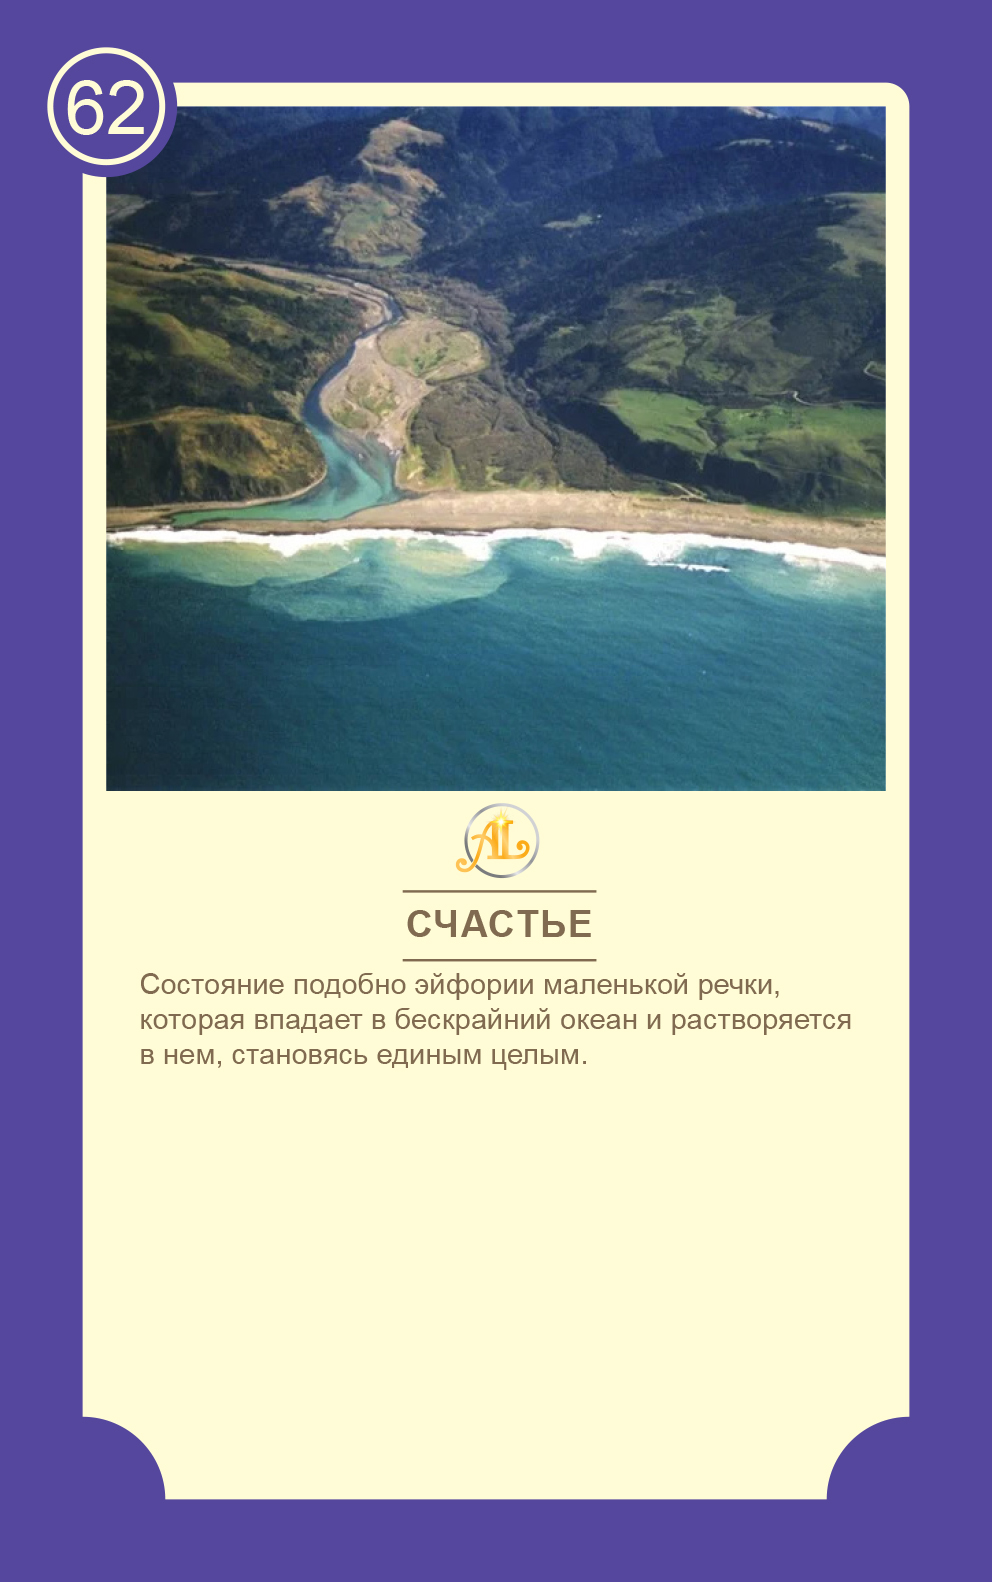 62
AL
СЧАСТЬЕ
Состояние подобно эйфории маленькой речки,
которая впадает в бескрайний океан и растворяется
в нем, становясь единым целым.